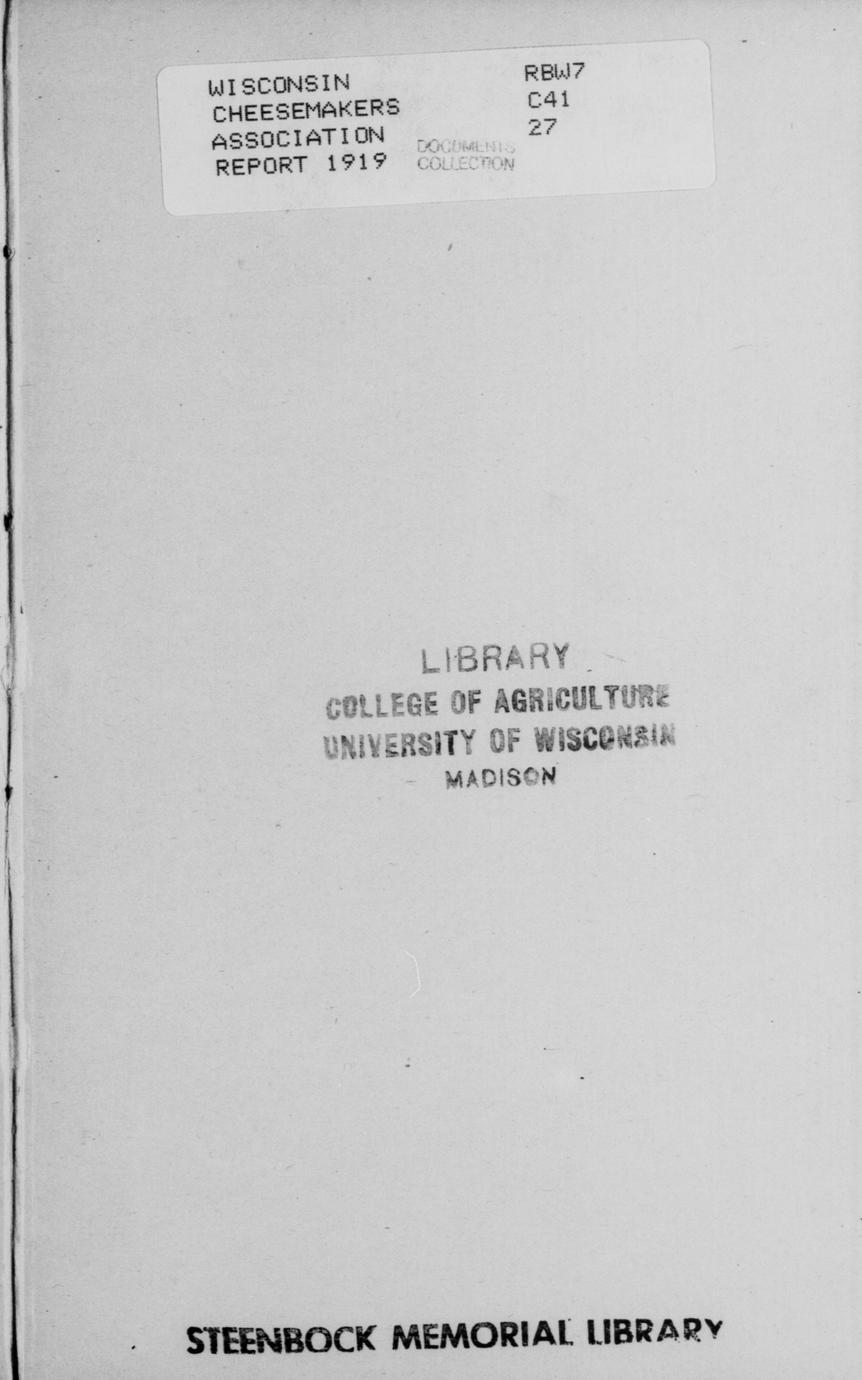 WISCONSIN RBW7
CHEESEMAKERS C41
ASSOCIATION 27
REPORT 1919
DOCUMENTS
COLLECTION
LIBRARY
COLLEGE OF AGRICULTURE
UNIVERSITY OF WISCONSIN
MADISON
STEENBOCK MEMORIAL LIBRARY